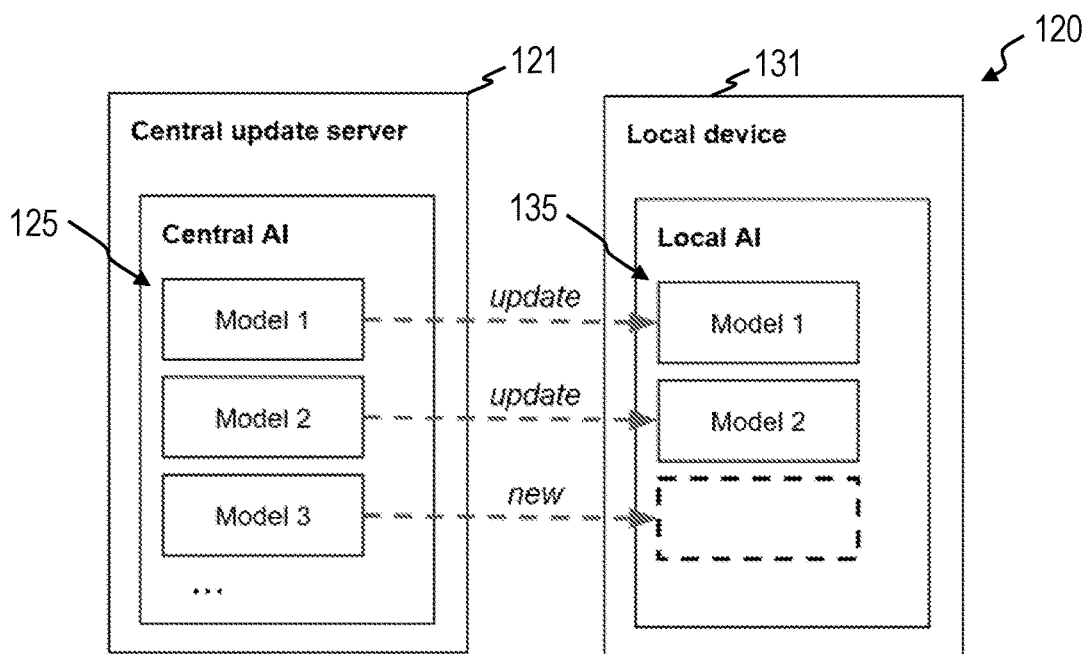 120
121
131
Central update server
Local device
125
135
Central AI
Local AI
Model 1
update
Model 1
Model 2
update
Model 2
Model 3
new
...